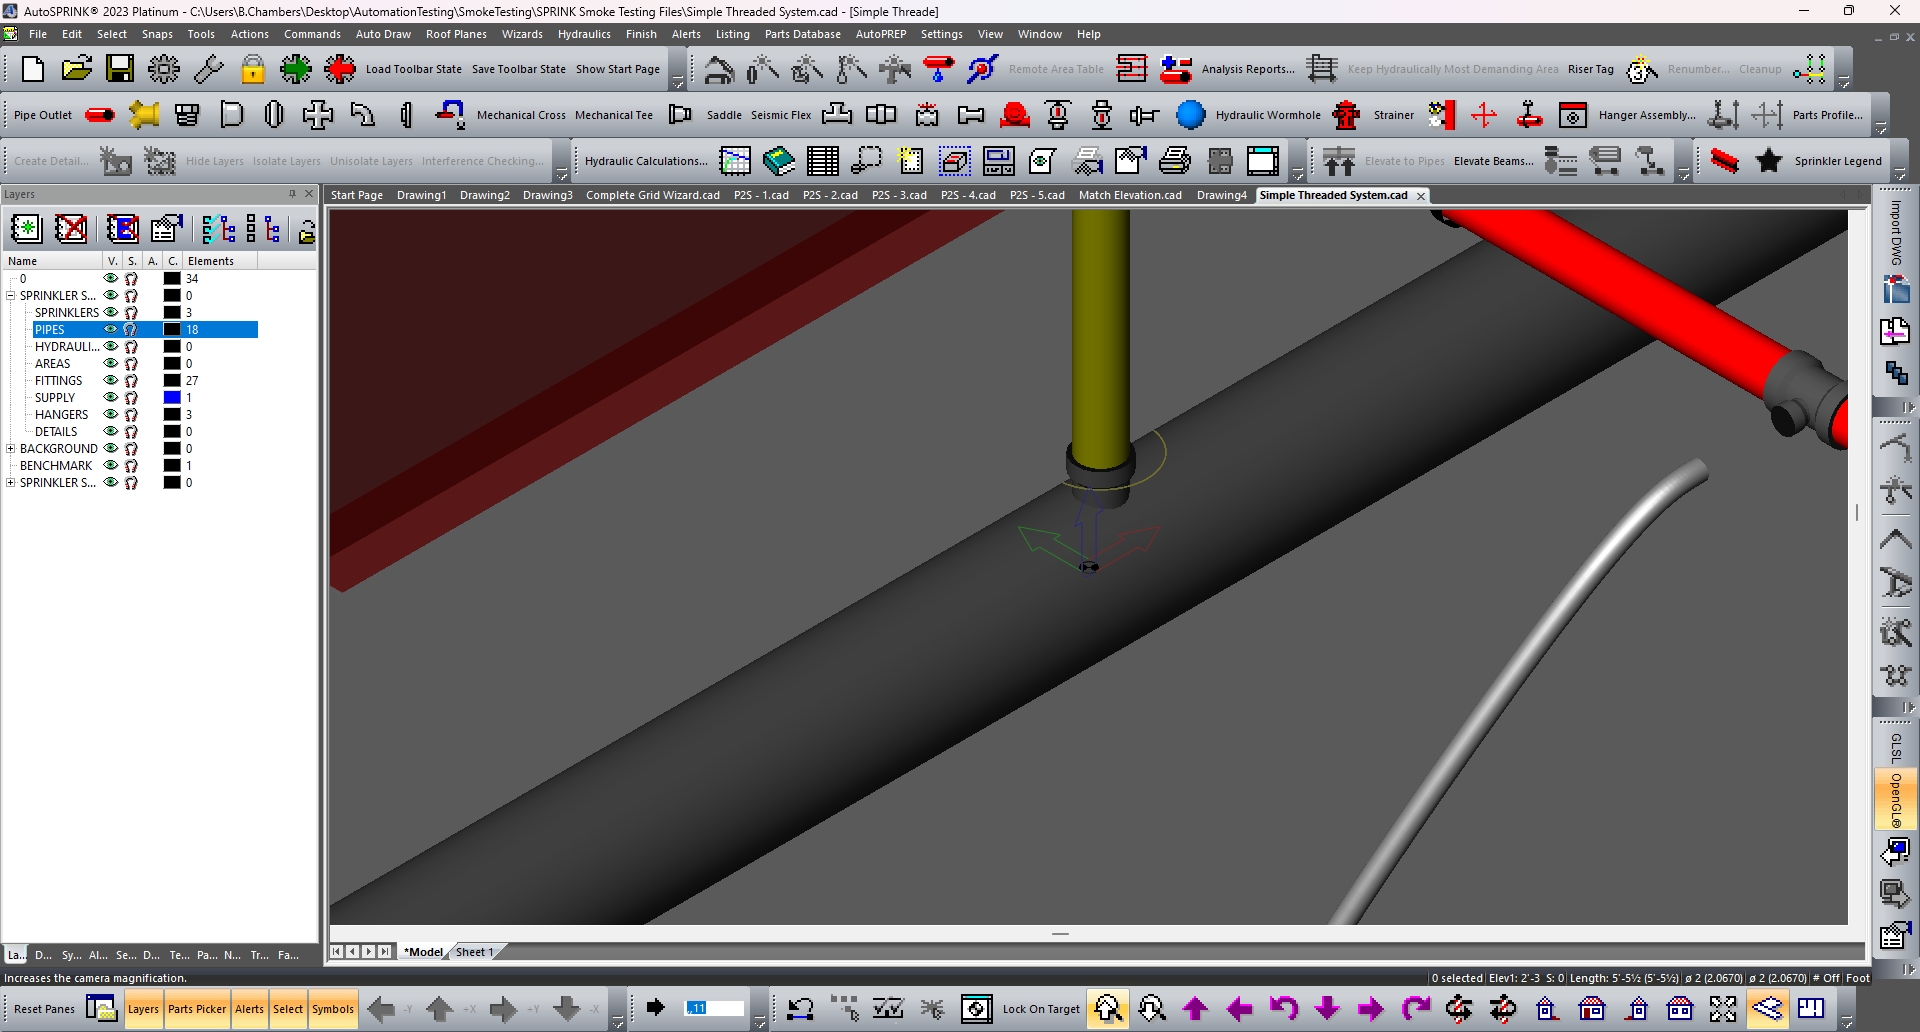 AutoSPRINK® 2023 Platinum - C:\Users\B.Chambers\Desktop\AutomationTesting\SmokeTesting\SPRINK Smoke Testing Files\Simple Threaded System.cad - [Simple Threade]
File Edit Select Snaps Tools Actions Commands Auto Draw Roof Planes Wizards Hydraulics Finish Alerts Listing Parts Database AutoPREP Settings View Window Help
Load Toolbar State Save Toolbar State Show Start Page Remote Area Table Analysis Reports... Keep Hydraulically Most Demanding Area Riser Tag Renumber... Cleanup
Pipe Outlet Mechanical Cross Mechanical Tee Saddle Seismic Flex Hydraulic Wormhole Strainer Hanger Assembly... Parts Profile...
Create Detail... Hide Layers Isolate Layers Unisolate Layers Interference Checking... Hydraulic Calculations... Elevate to Pipes Elevate Beams... Sprinkler Legend
Layers
Start Page Drawing1 Drawing2 Drawing3 Complete Grid Wizard.cad P2S - 1.cad P2S - 2.cad P2S - 3.cad P2S - 4.cad P2S - 5.cad Match Elevation.cad Drawing4 Simple Threaded System.cad
Import DWG
Name V. S. A. C. Elements
0 34
SPRINKLER S... 0
SPRINKLERS 3
PIPES 18
HYDRAULI... 0
AREAS 0
FITTINGS 27
SUPPLY 1
HANGERS 3
DETAILS 0
BACKGROUND 0
BENCHMARK 1
SPRINKLER S... 0
GLSL
OpenGL®
La... D... Sy... Al... Se... D... Te... Pa... N... Tr... Fa...
*Model Sheet 1
Increases the camera magnification.
0 selected Elev1: 2'-3 S: 0 Length: 5'-5½ (5'-5½) ø 2 (2.0670) ø 2 (2.0670) # Off Foot
Reset Panes Layers Parts Picker Alerts Select Symbols -Y +X +Y -X ,,11 Lock On Target